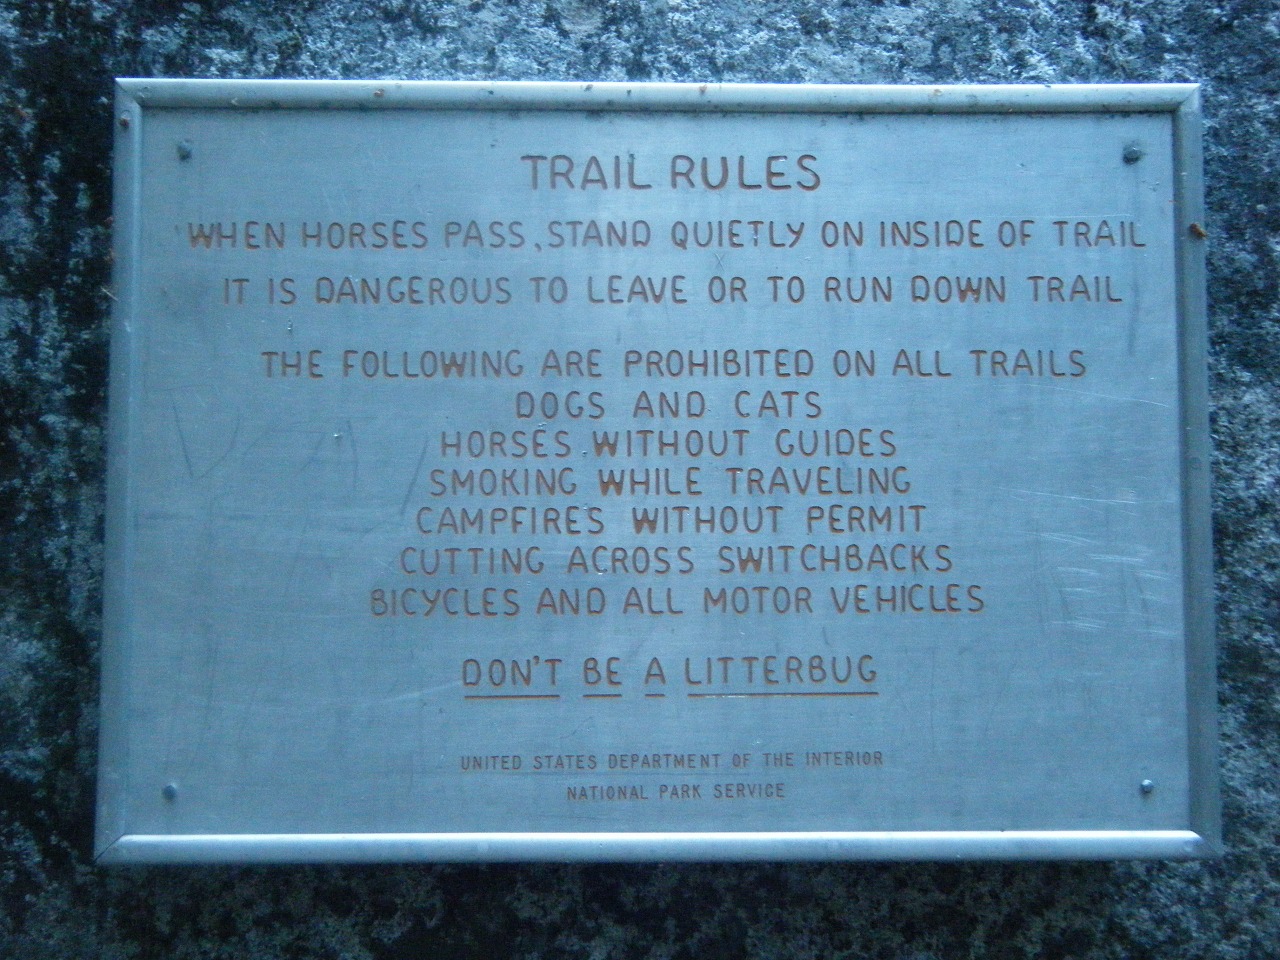 TRAIL RULES
WHEN HORSES PASS, STAND QUIETLY ON INSIDE OF TRAIL
IT IS DANGEROUS TO LEAVE OR TO RUN DOWN TRAIL
THE FOLLOWING ARE PROHIBITED ON ALL TRAILS
DOGS AND CATS
HORSES WITHOUT GUIDES
SMOKING WHILE TRAVELING
CAMPFIRES WITHOUT PERMIT
CUTTING ACROSS SWITCHBACKS
BICYCLES AND ALL MOTOR VEHICLES
DON'T BE A LITTERBUG
UNITED STATES DEPARTMENT OF THE INTERIOR
NATIONAL PARK SERVICE